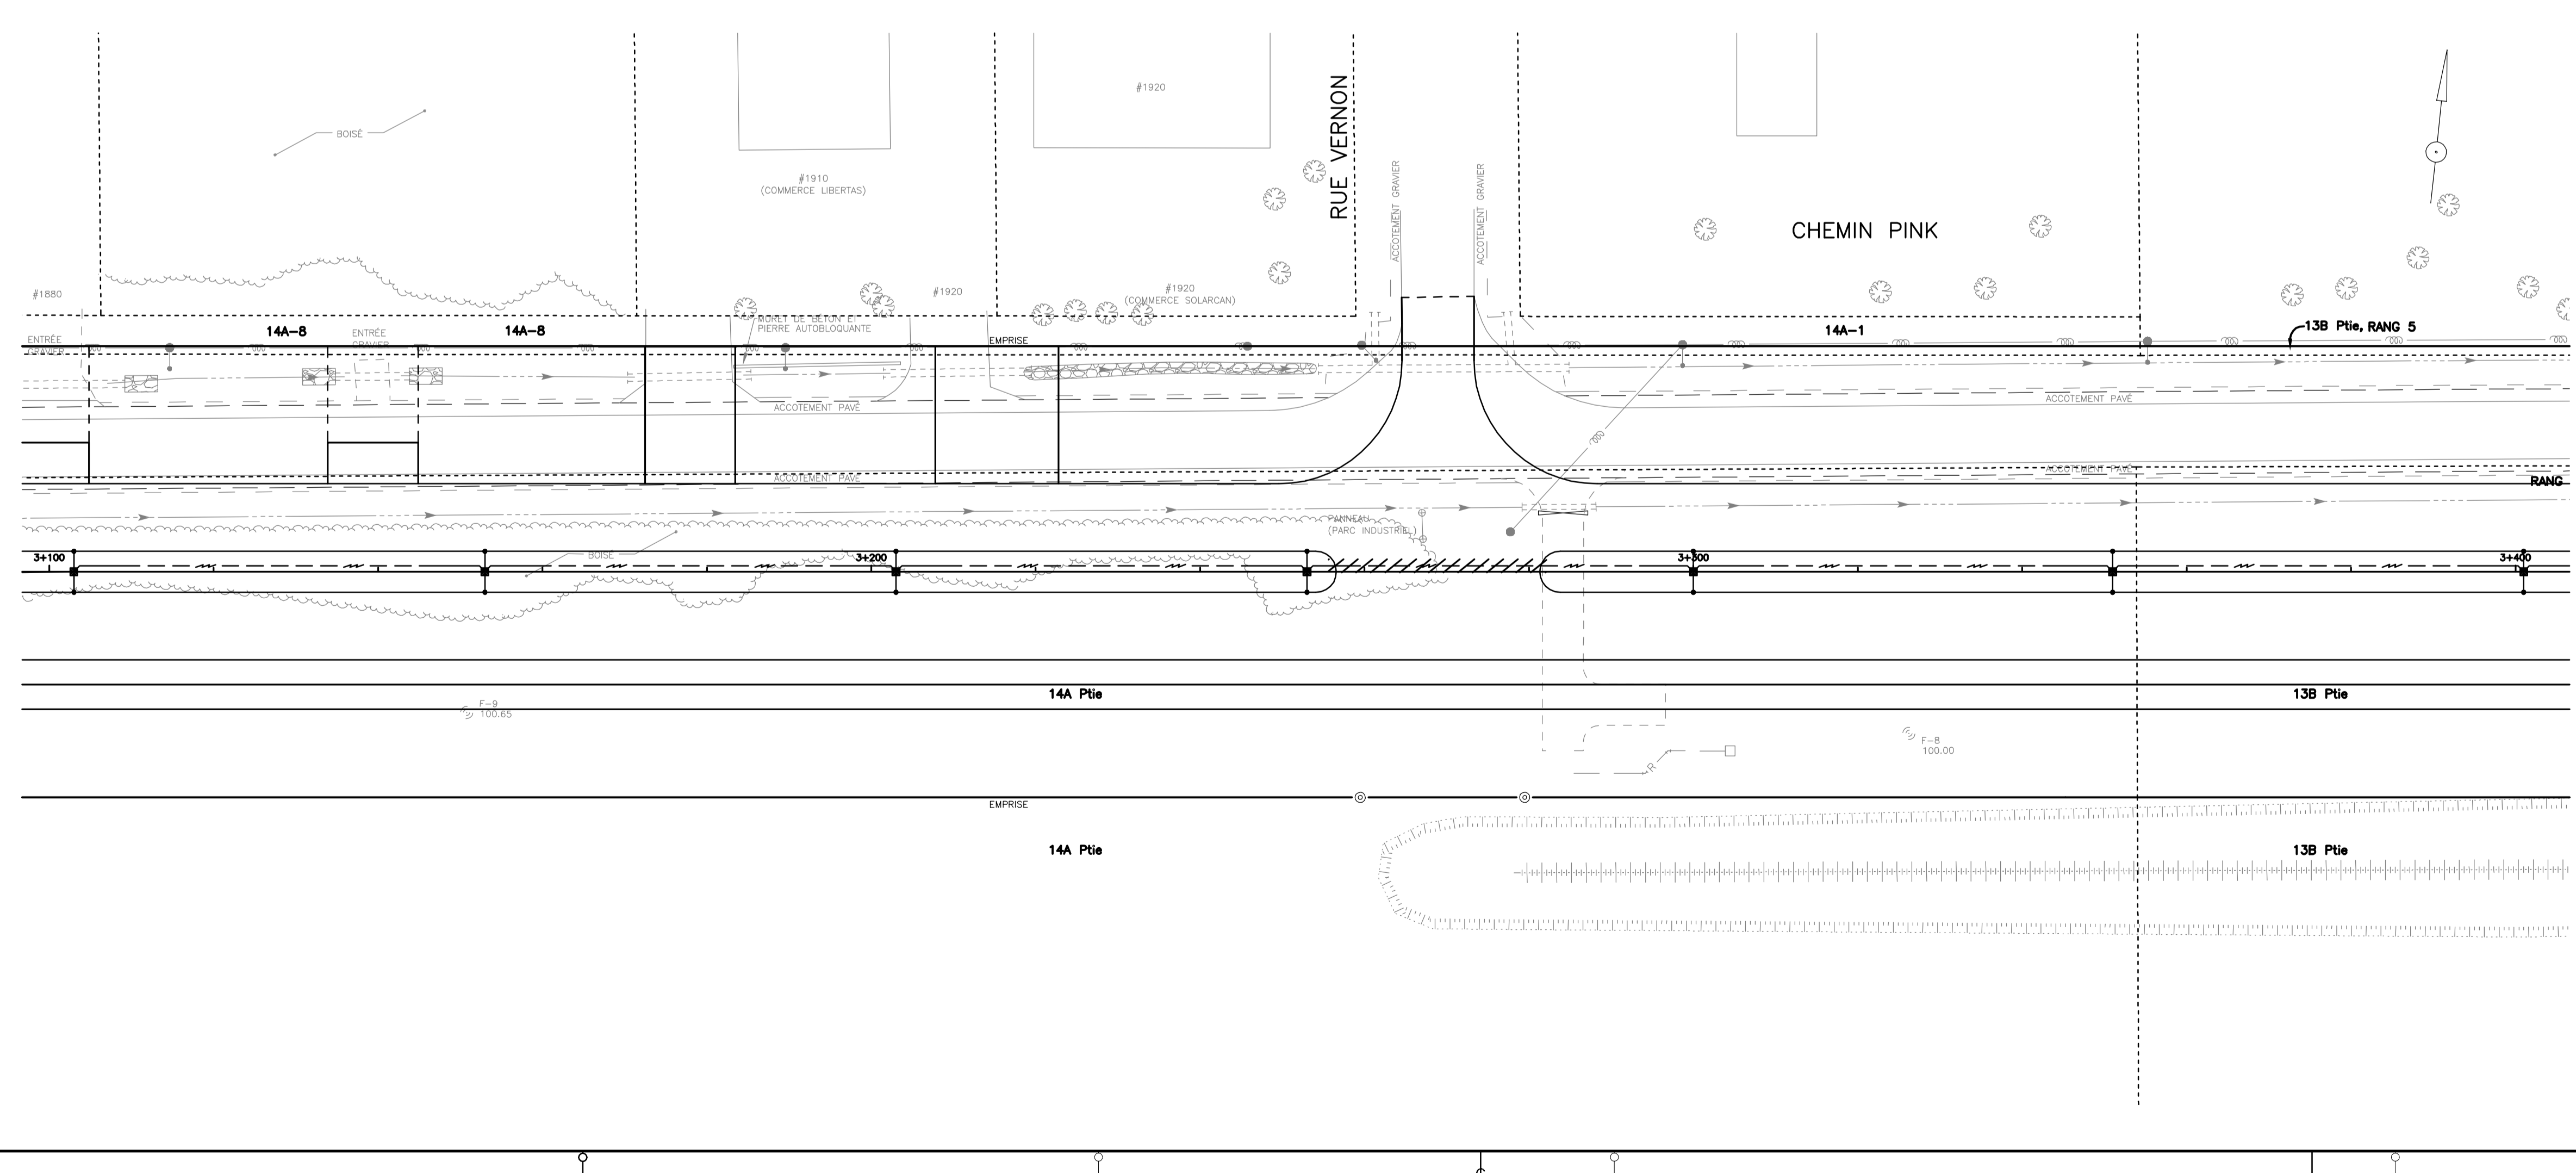 BOISÉ
#1910
(COMMERCE LIBERTAS)
#1920
RUE VERNON
ACCOTEMENT GRAVIER
ACCOTEMENT GRAVIER
CHEMIN PINK
#1880
#1920
#1920
(COMMERCE SOLARCAN)
MURET DE BÉTON ET
PIERRE AUTOBLOQUANTE
ENTRÉE
GRAVIER
14A-8
ENTRÉE
GRAVIER
14A-8
EMPRISE
14A-1
13B Ptie, RANG 5
ACCOTEMENT PAVÉ
ACCOTEMENT PAVÉ
ACCOTEMENT PAVÉ
ACCOTEMENT PAVÉ
RANG
PANNEAU
(PARC INDUSTRIEL)
BOISÉ
3+100
3+200
3+300
3+400
14A Ptie
13B Ptie
F-9
100.65
F-8
100.00
R
EMPRISE
14A Ptie
13B Ptie